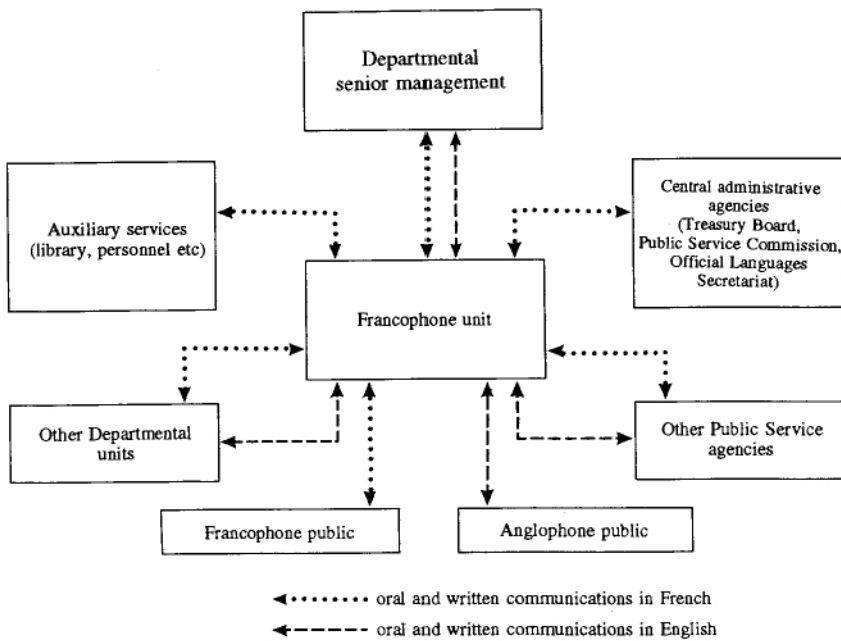 Departmental
senior management
Auxiliary services
(library, personnel etc)
Central administrative
agencies
(Treasury Board,
Public Service Commission,
Official Languages
Secretariat)
Francophone unit
Other Departmental
units
Other Public Service
agencies
Francophone public
Anglophone public
oral and written communications in French
oral and written communications in English